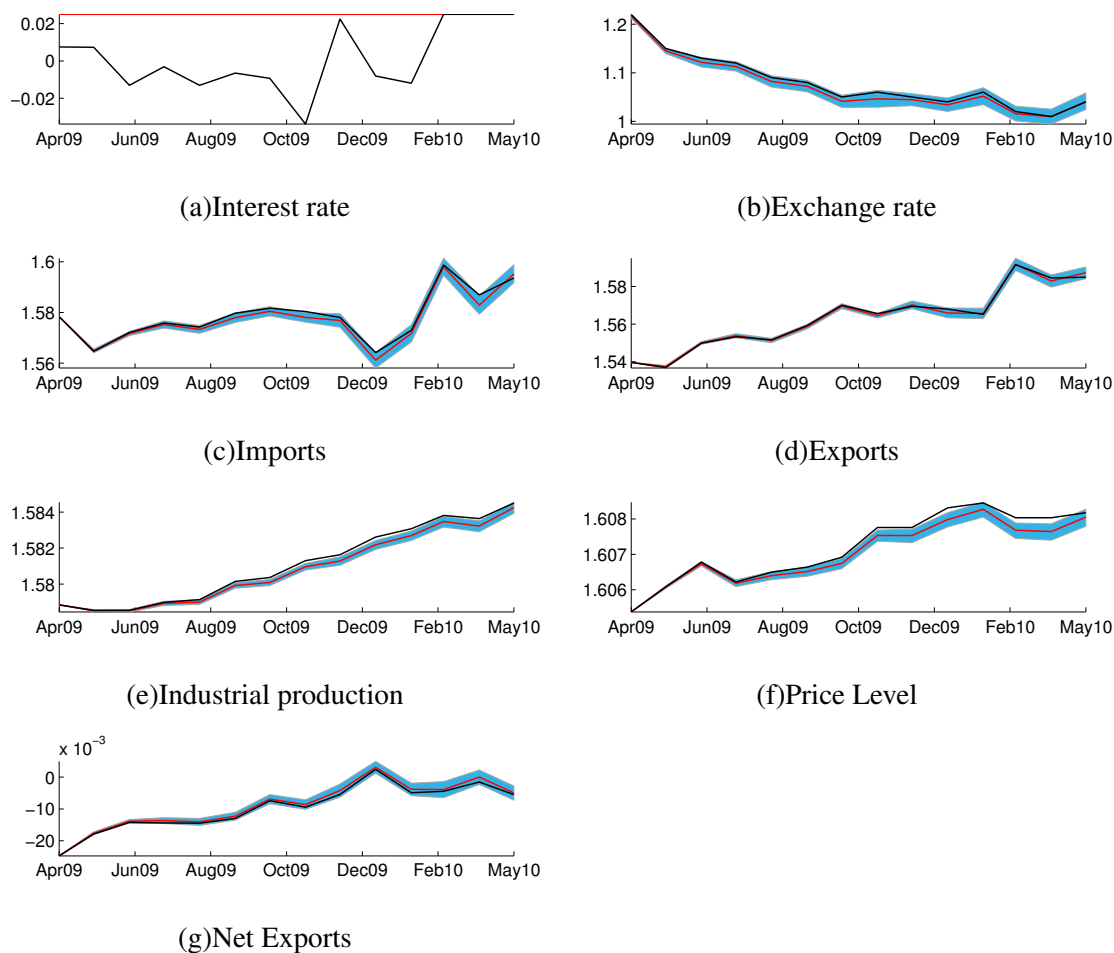 0.02
0
−0.02
Apr09 Jun09 Aug09 Oct09 Dec09 Feb10 May10
(a)Interest rate
1.2
1.1
1
Apr09 Jun09 Aug09 Oct09 Dec09 Feb10 May10
(b)Exchange rate
1.6
1.58
1.56
Apr09 Jun09 Aug09 Oct09 Dec09 Feb10 May10
(c)Imports
1.58
1.56
1.54
Apr09 Jun09 Aug09 Oct09 Dec09 Feb10 May10
(d)Exports
1.584
1.582
1.58
Apr09 Jun09 Aug09 Oct09 Dec09 Feb10 May10
(e)Industrial production
1.608
1.607
1.606
Apr09 Jun09 Aug09 Oct09 Dec09 Feb10 May10
(f)Price Level
x 10−3
0
−10
−20
Apr09 Jun09 Aug09 Oct09 Dec09 Feb10 May10
(g)Net Exports